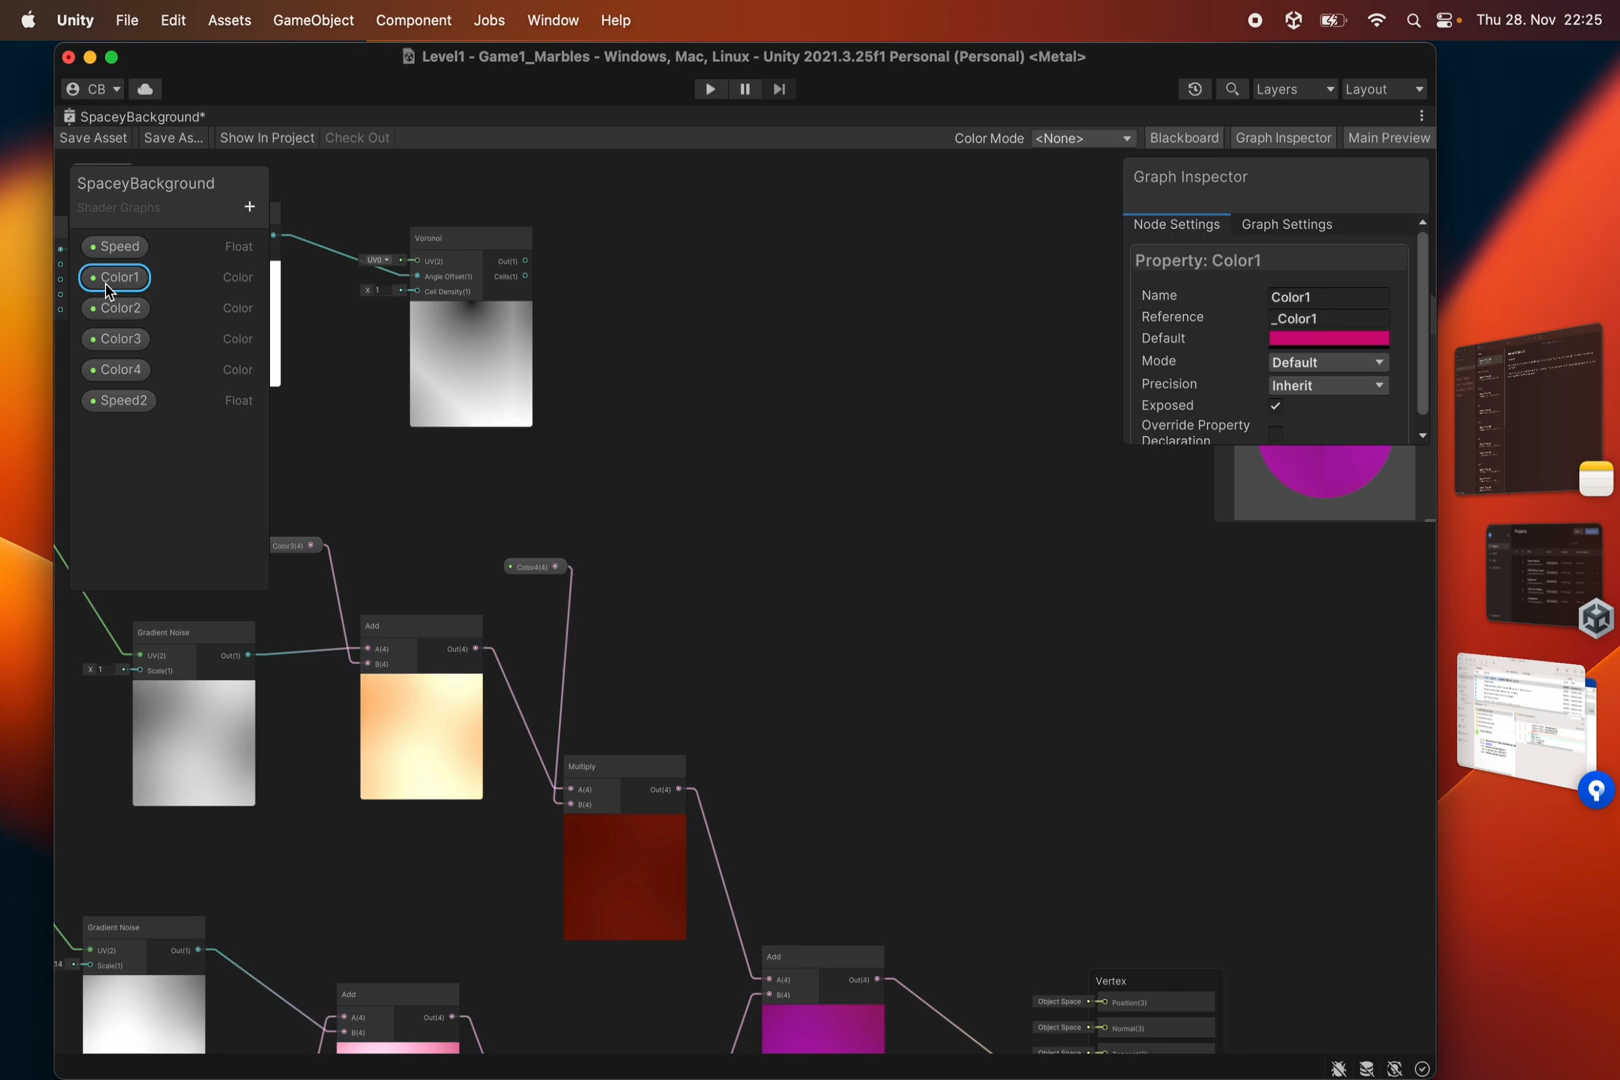 Unity File Edit Assets GameObject Component Jobs Window Help Thu 28. Nov 22:25
Level1 - Game1_Marbles - Windows, Mac, Linux - Unity 2021.3.25f1 Personal (Personal) <Metal>
CB Layers Layout
SpaceyBackground*
Save Asset Save As... Show In Project Check Out Color Mode <None> Blackboard Graph Inspector Main Preview
SpaceyBackground
Shader Graphs
+
Speed Float
Color1 Color
Color2 Color
Color3 Color
Color4 Color
Speed2 Float
Voronoi
UV0 UV(2) Out(1)
Angle Offset(1) Cells(1)
X 1 Cell Density(1)
Graph Inspector
Node Settings Graph Settings
Property: Color1
Name Color1
Reference _Color1
Default
Mode Default
Precision Inherit
Exposed
Override Property
Declaration
Color3(4)
Color4(4)
Gradient Noise
UV(2) Out(1)
X 1 Scale(1)
Add
A(4) Out(4)
B(4)
Multiply
A(4) Out(4)
B(4)
Gradient Noise
UV(2) Out(1)
14 Scale(1)
Add
A(4) Out(4)
B(4)
Add
A(4) Out(4)
B(4)
Vertex
Object Space Position(3)
Object Space Normal(3)
Object Space